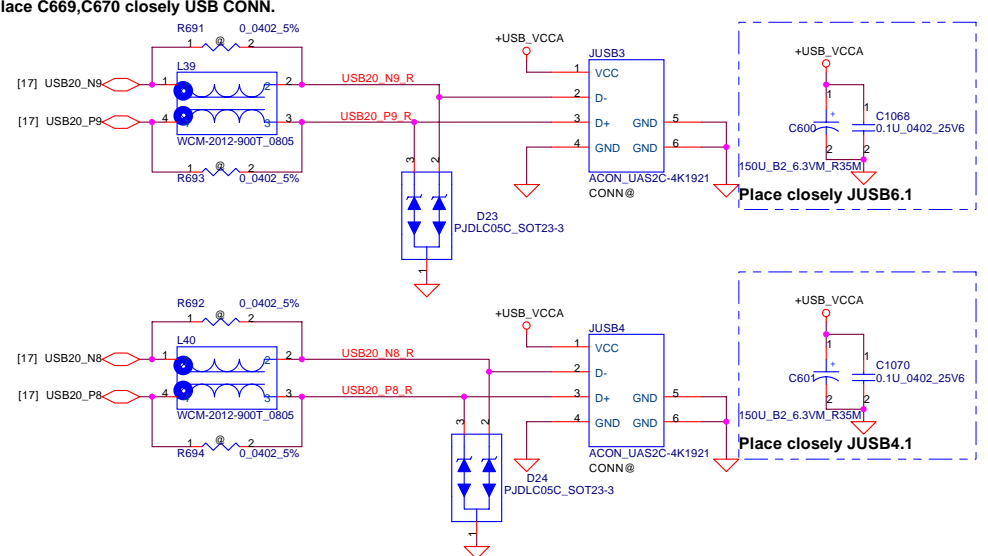 lace C669,C670 closely USB CONN.
R691 0_0402_5%
1 @ 2
[17] USB20_N9
L39
1 2 2
USB20_N9_R
[17] USB20_P9
4 3 3
USB20_P9_R
WCM-2012-900T_0805
1 @ 2
R693 0_0402_5%
3 2
D23
PJDLC05C_SOT23-3
1
+USB_VCCA
JUSB3
1 VCC
2 D-
3 D+ GND 5
4 GND GND 6
ACON_UAS2C-4K1921
CONN@
+USB_VCCA
1 1
+
C600
C1068
0.1U_0402_25V6
2 2
150U_B2_6.3VM_R35M
Place closely JUSB6.1
R692 0_0402_5%
1 @ 2
[17] USB20_N8
L40
1 2 2
USB20_N8_R
[17] USB20_P8
4 3 3
USB20_P8_R
WCM-2012-900T_0805
1 @ 2
R694 0_0402_5%
3 2
D24
PJDLC05C_SOT23-3
1
+USB_VCCA
JUSB4
1 VCC
2 D-
3 D+ GND 5
4 GND GND 6
ACON_UAS2C-4K1921
CONN@
+USB_VCCA
1 1
+
C601
C1070
0.1U_0402_25V6
2 2
150U_B2_6.3VM_R35M
Place closely JUSB4.1